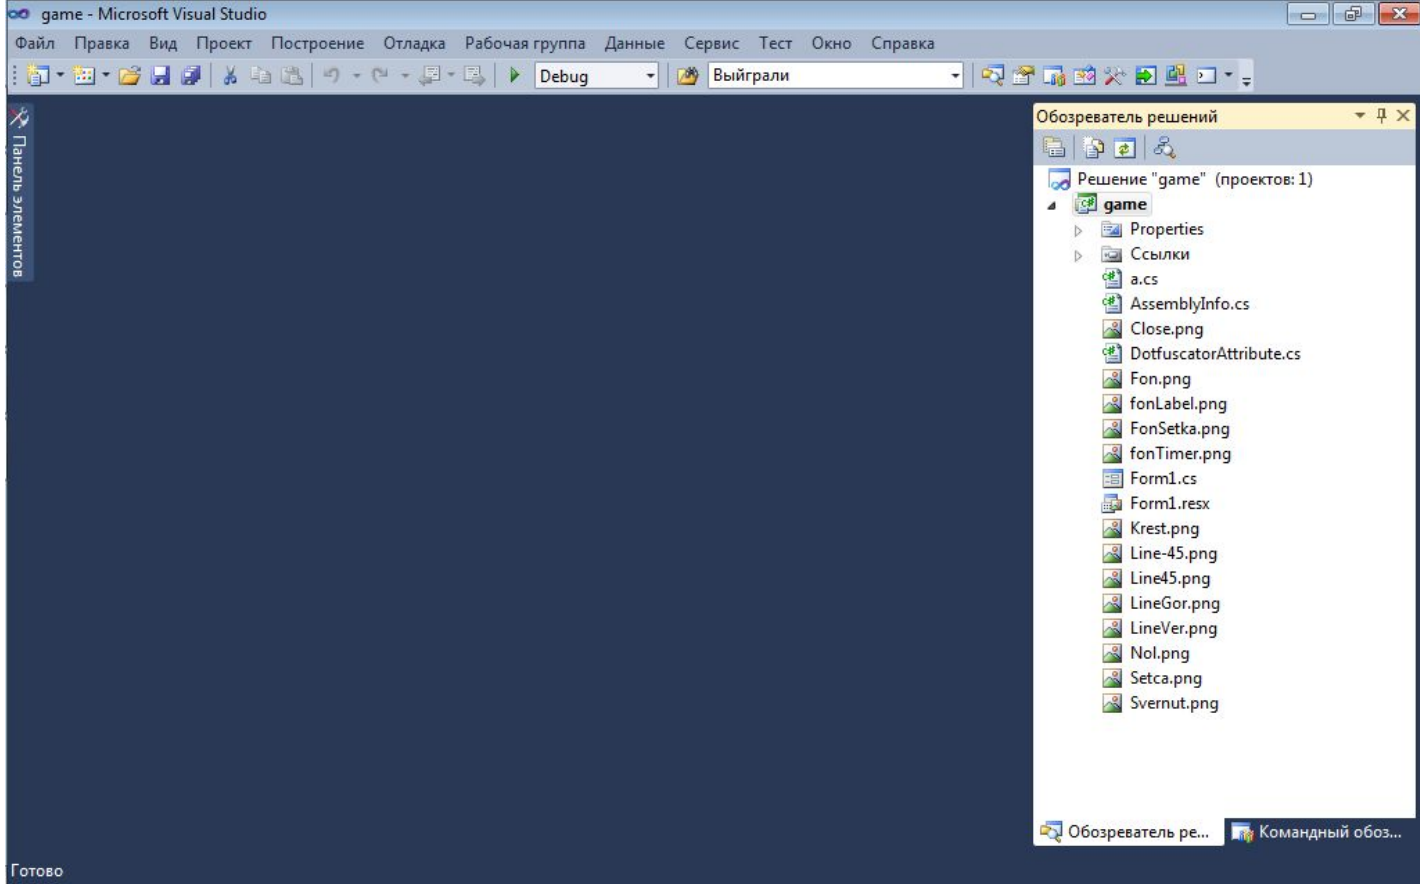 game - Microsoft Visual Studio
Файл Правка Вид Проект Построение Отладка Рабочая группа Данные Сервис Тест Окно Справка
Debug Выйграли
Панель элементов
Обозреватель решений
Решение "game" (проектов: 1)
game
Properties
Ссылки
a.cs
AssemblyInfo.cs
Close.png
DotfuscatorAttribute.cs
Fon.png
fonLabel.png
FonSetka.png
fonTimer.png
Form1.cs
Form1.resx
Krest.png
Line-45.png
Line45.png
LineGor.png
LineVer.png
Nol.png
Setca.png
Svernut.png
Обозреватель ре... Командный обоз...
Готово